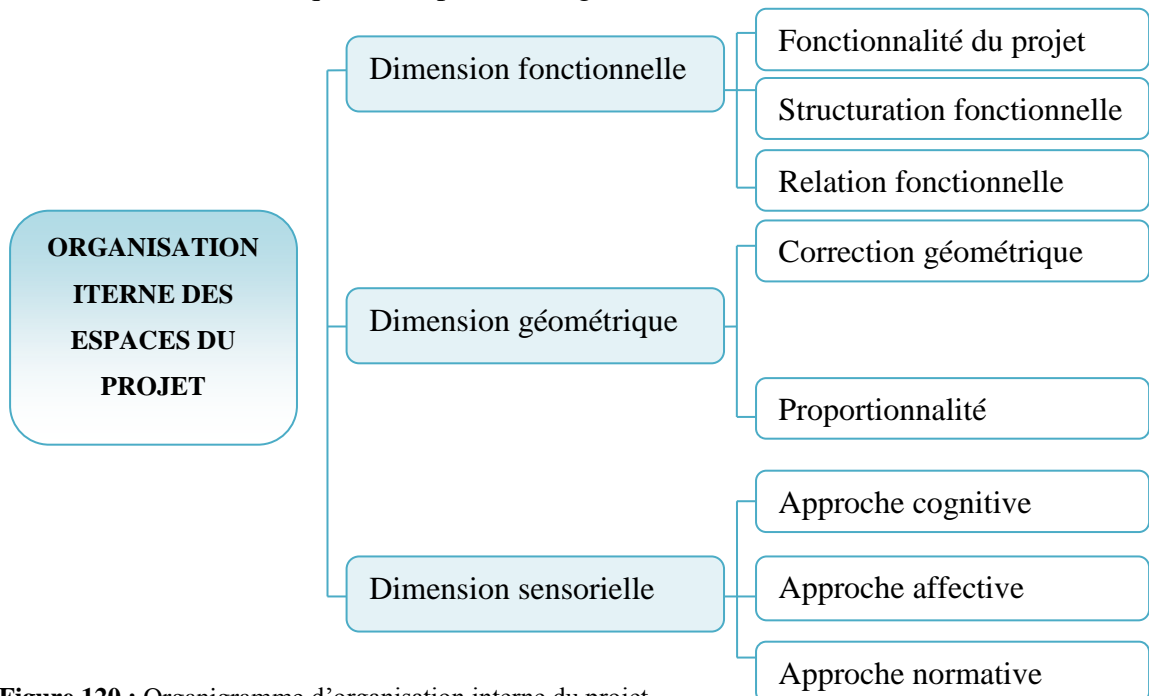 Dimension fonctionnelle
Fonctionnalité du projet
Structuration fonctionnelle
Relation fonctionnelle
ORGANISATION
ITERNE DES
ESPACES DU
PROJET
Dimension géométrique
Correction géométrique
Proportionnalité
Dimension sensorielle
Approche cognitive
Approche affective
Approche normative
Figure 120 : Organigramme d’organisation interne du projet